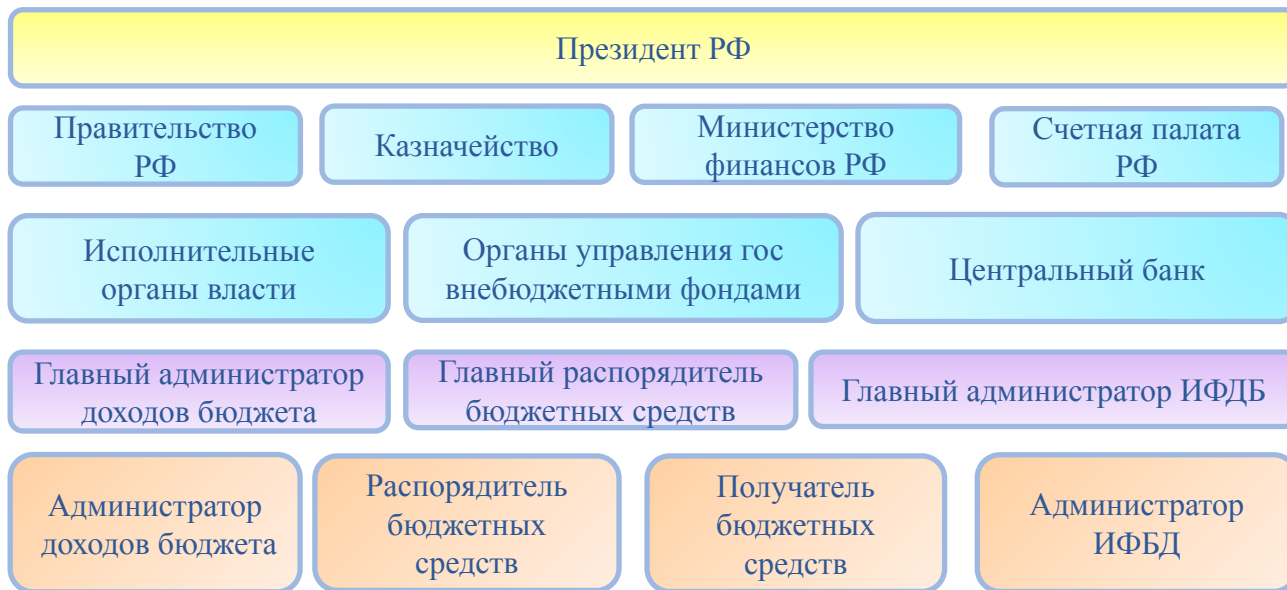 Президент РФ
Правительство
РФ
Казначейство
Министерство
финансов РФ
Счетная палата
РФ
Исполнительные
органы власти
Органы управления гос
внебюджетными фондами
Центральный банк
Главный администратор
доходов бюджета
Главный распорядитель
бюджетных средств
Главный администратор ИФДБ
Администратор
доходов бюджета
Распорядитель
бюджетных
средств
Получатель
бюджетных
средств
Администратор
ИФБД